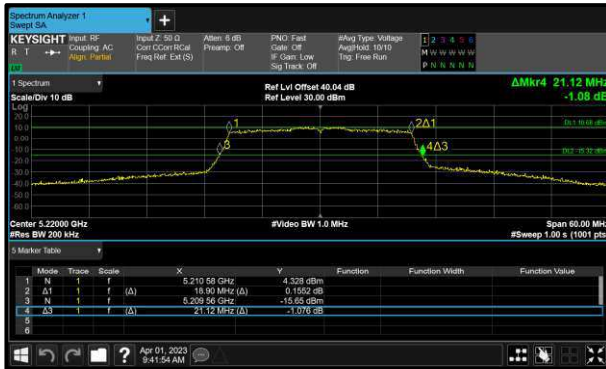 Spectrum Analyzer 1
Swept SA
+
KEYSIGHT
R T
Input: RF
Coupling: AC
Align: Partial
Input Z: 50 Ω
Corr CCorr RCal
Freq Ref: Ext (S)
Atten: 6 dB
Preamp: Off
PNO: Fast
Gate: Off
IF Gain: Low
Sig Track: Off
#Avg Type: Voltage
Avg|Hold: 10/10
Trig: Free Run
1 2 3 4 5 6
M W W W W W
P N N N N N
1 Spectrum
Scale/Div 10 dB
Ref Lvl Offset 40.04 dB
Ref Level 30.00 dBm
ΔMkr4 21.12 MHz
-1.08 dB
Log
20.0
10.0
0.00
-10.0
-20.0
-30.0
-40.0
-50.0
-60.0
1
2Δ1
3
4Δ3
Center 5.22000 GHz
#Res BW 200 kHz
#Video BW 1.0 MHz
Span 60.00 MHz
#Sweep 1.00 s (1001 pts)
5 Marker Table
Mode Trace Scale X Y Function Function Width Function Value
1 N 1 f 5.210 58 GHz 4.328 dBm
2 Δ1 1 f (Δ) 18.90 MHz (Δ) 0.1552 dB
3 N 1 f 5.209 56 GHz -15.65 dBm
4 Δ3 1 f (Δ) 21.12 MHz (Δ) -1.076 dB
5
6
?
Apr 01, 2023
9:41:54 AM